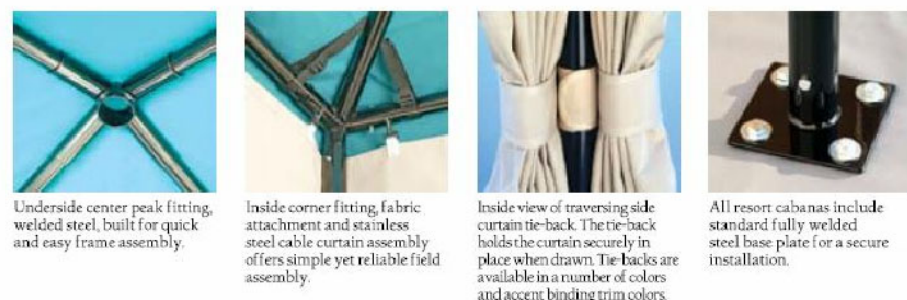 Underside center peak fitting,
welded steel, built for quick
and easy frame assembly.
Inside corner fitting, fabric
attachment and stainless
steel cable curtain assembly
offers simple yet reliable field
assembly.
Inside view of traversing side
curtain tie-back. The tie-back
holds the curtain securely in
place when drawn. Tie-backs are
available in a number of colors
and accent binding trim colors.
All resort cabanas include
standard fully welded
steel base plate for a secure
installation.